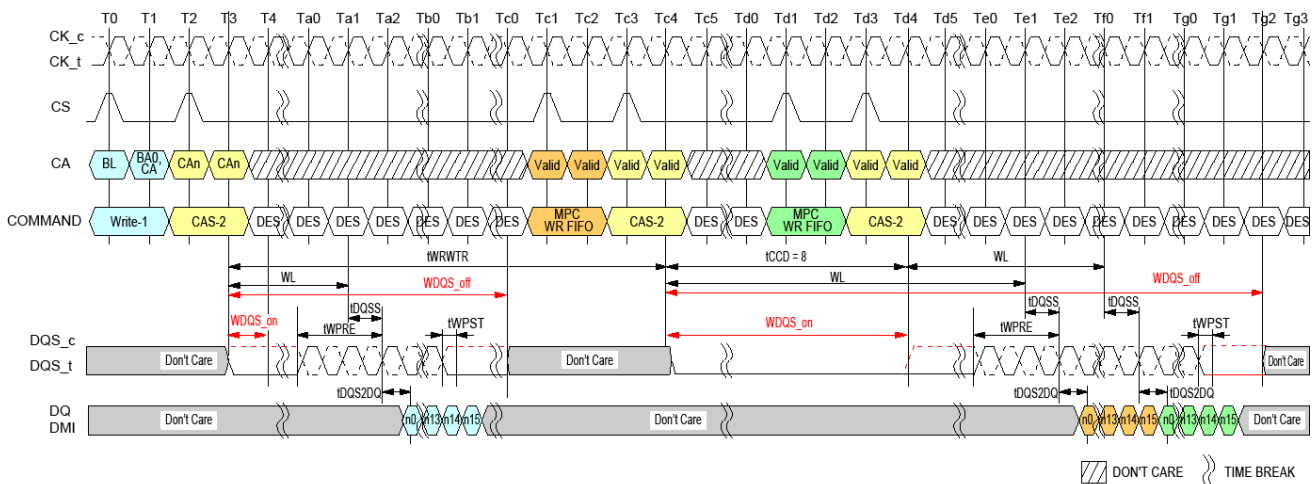 T0 T1 T2 T3 T4 Ta0 Ta1 Ta2 Tb0 Tb1 Tc0 Tc1 Tc2 Tc3 Tc4 Tc5 Td0 Td1 Td2 Td3 Td4 Td5 Te0 Te1 Te2 Tf0 Tf1 Tg0 Tg1 Tg2 Tg3
CK_c
CK_t
CS
CA BL BA0, CA CAn CAn Valid Valid Valid Valid Valid Valid Valid Valid
COMMAND Write-1 CAS-2 DES DES DES DES DES DES DES MPC WR FIFO CAS-2 DES DES MPC WR FIFO CAS-2 DES DES DES DES DES DES DES DES DES DES
tWRWTR tCCD = 8 WL
WL WL
WDQS_off WDQS_off
tDQSS tDQSS tDQSS
WDQS_on tWPRE tWPST WDQS_on tWPRE tWPST
DQS_c
DQS_t Don't Care Don't Care Don't Care
tDQS2DQ tDQS2DQ tDQS2DQ
DQ
DMI Don't Care n0 n13 n14 n15 Don't Care n0 n13 n14 n15 n0 n13 n14 n15 Don't Care
DON'T CARE TIME BREAK